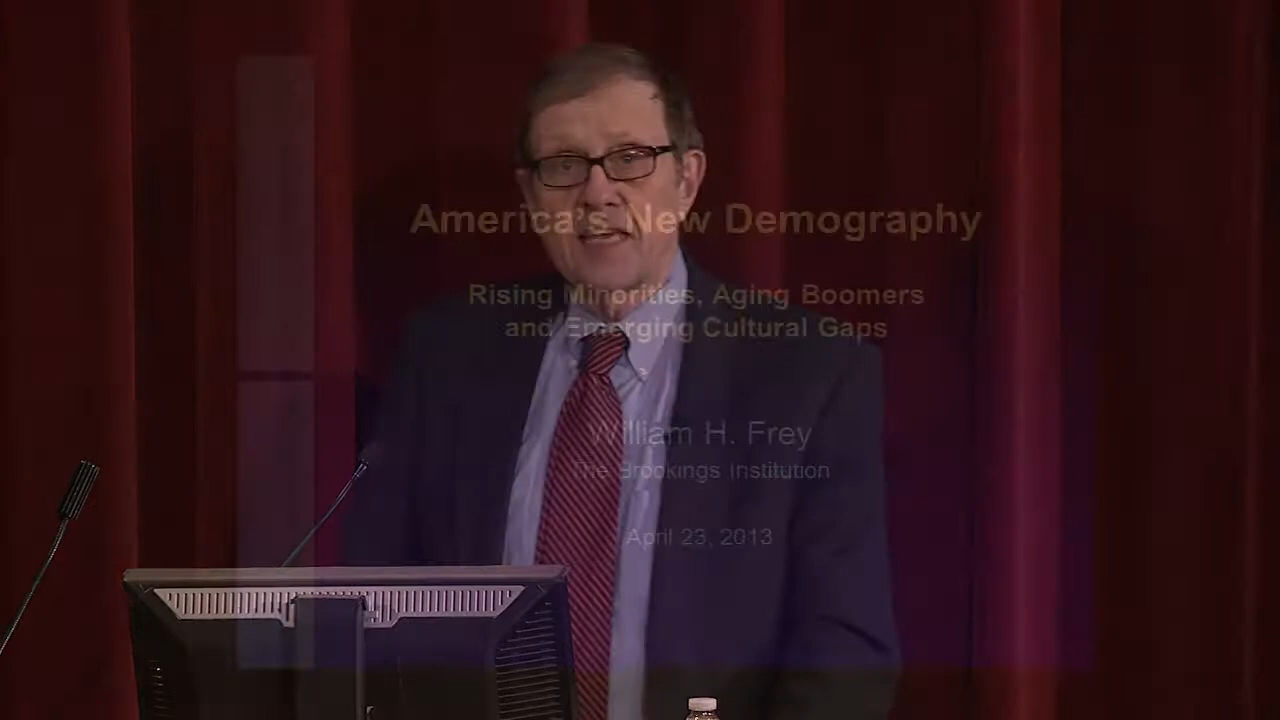 America's New Demography
Rising Minorities, Aging Boomers
and Emerging Cultural Gaps
William H. Frey
The Brookings Institution
April 23, 2013